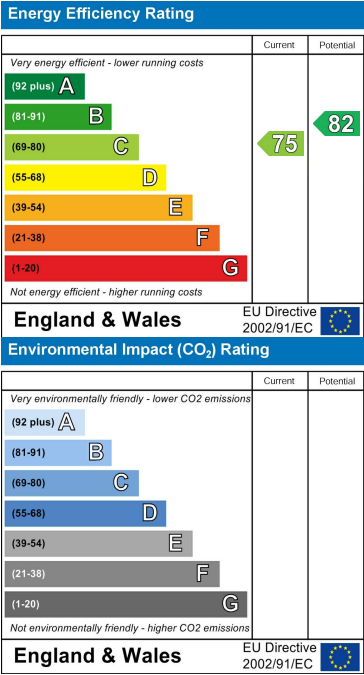 Energy Efficiency Rating
Current Potential
Very energy efficient - lower running costs
(92 plus) A
(81-91) B
82
(69-80) C
75
(55-68) D
(39-54) E
(21-38) F
(1-20) G
Not energy efficient - higher running costs
England & Wales
EU Directive
2002/91/EC
Environmental Impact (CO₂) Rating
Current Potential
Very environmentally friendly - lower CO2 emissions
(92 plus) A
(81-91) B
(69-80) C
(55-68) D
(39-54) E
(21-38) F
(1-20) G
Not environmentally friendly - higher CO2 emissions
England & Wales
EU Directive
2002/91/EC